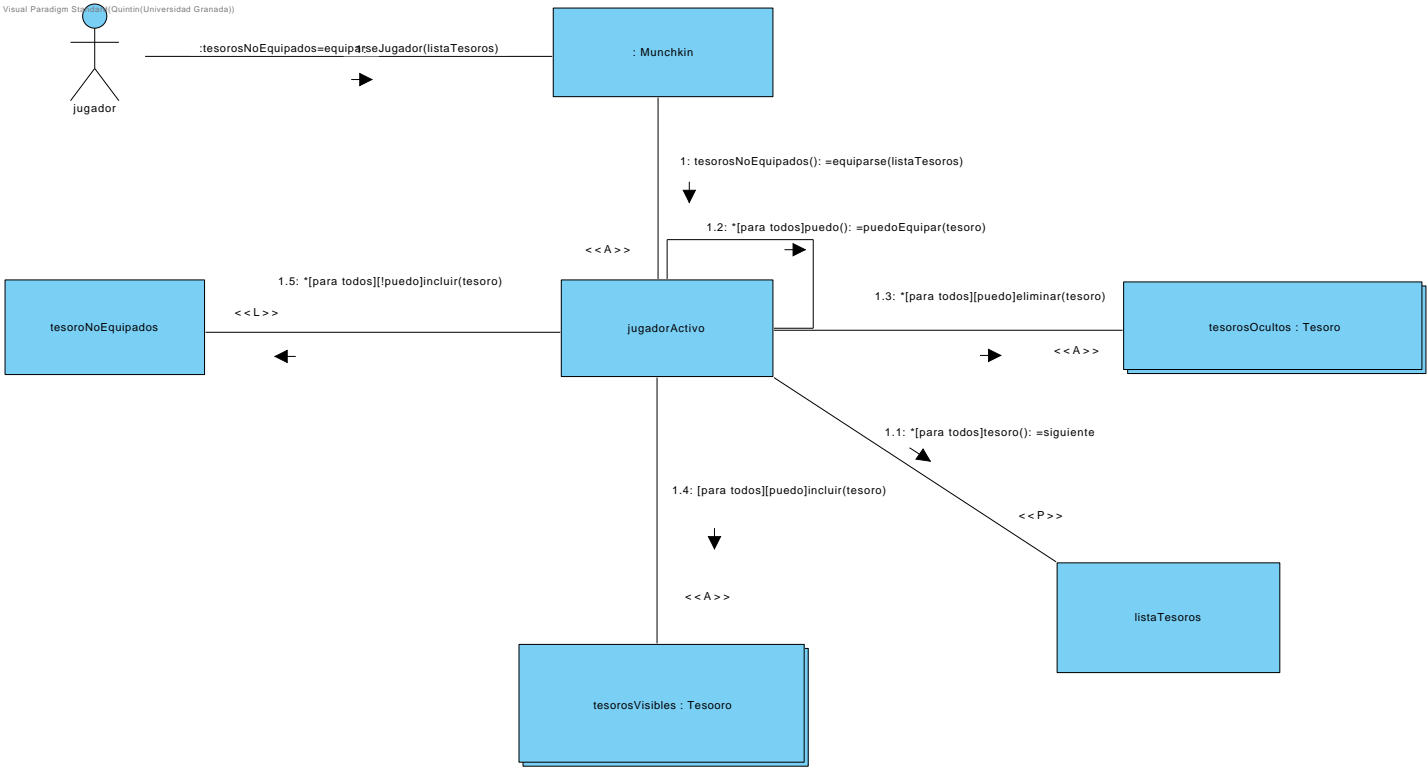 Visual Paradigm Standard(Quintin(Universidad Granada))
:tesorosNoEquipados=equiparseJugador(listaTesoros)
1:
: Munchkin
jugador
1: tesorosNoEquipados(): =equiparse(listaTesoros)
1.2: *[para todos]puedo(): =puedoEquipar(tesoro)
<<A>>
1.5: *[para todos][!puedo]incluir(tesoro)
1.3: *[para todos][puedo]eliminar(tesoro)
<<L>>
tesoroNoEquipados
jugadorActivo
tesorosOcultos : Tesoro
<<A>>
1.1: *[para todos]tesoro(): =siguiente
1.4: [para todos][puedo]incluir(tesoro)
<<P>>
<<A>>
listaTesoros
tesorosVisibles : Tesooro